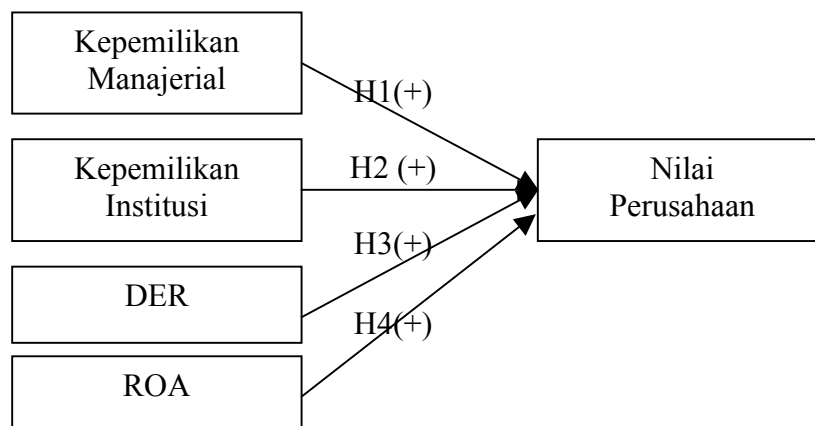 Kepemilikan
Manajerial
H1(+)
Kepemilikan
Institusi
H2 (+)
Nilai
Perusahaan
H3(+)
DER
H4(+)
ROA